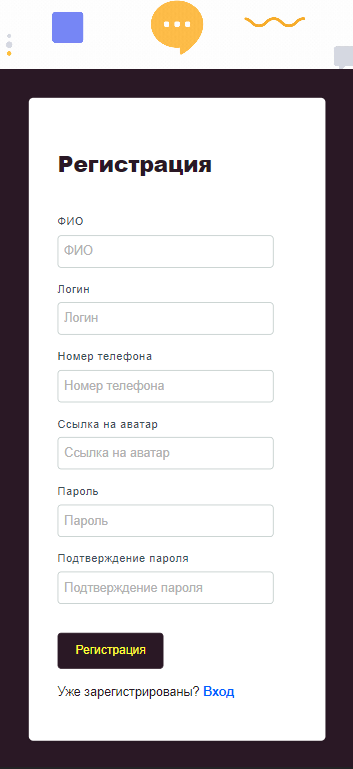 Регистрация
ФИО
ФИО
Логин
Логин
Номер телефона
Номер телефона
Ссылка на аватар
Ссылка на аватар
Пароль
Пароль
Подтверждение пароля
Подтверждение пароля
Регистрация
Уже зарегистрированы? Вход